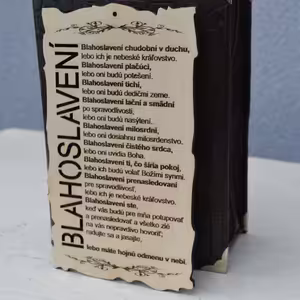 BLAHOSLAVENÍ
Blahoslavení chudobní v duchu,
lebo ich je nebeské kráľovstvo.
Blahoslavení plačúci,
lebo oni budú potešení.
Blahoslavení tichí,
lebo oni budú dedičmi zeme.
Blahoslavení lační a smädní
po spravodlivosti,
lebo oni budú nasýtení.
Blahoslavení milosrdní,
lebo oni dosiahnu milosrdenstvo.
Blahoslavení čistého srdca,
lebo oni uvidia Boha.
Blahoslavení tí, čo šíria pokoj,
lebo ich budú volať Božími synmi.
Blahoslavení prenasledovaní
pre spravodlivosť,
lebo ich je nebeské kráľovstvo.
Blahoslavení ste,
keď vás budú pre mňa potupovať
a prenasledovať a všetko zlé
na vás nepravdivo hovoriť;
radujte sa a jasajte,
lebo máte hojnú odmenu v nebi.